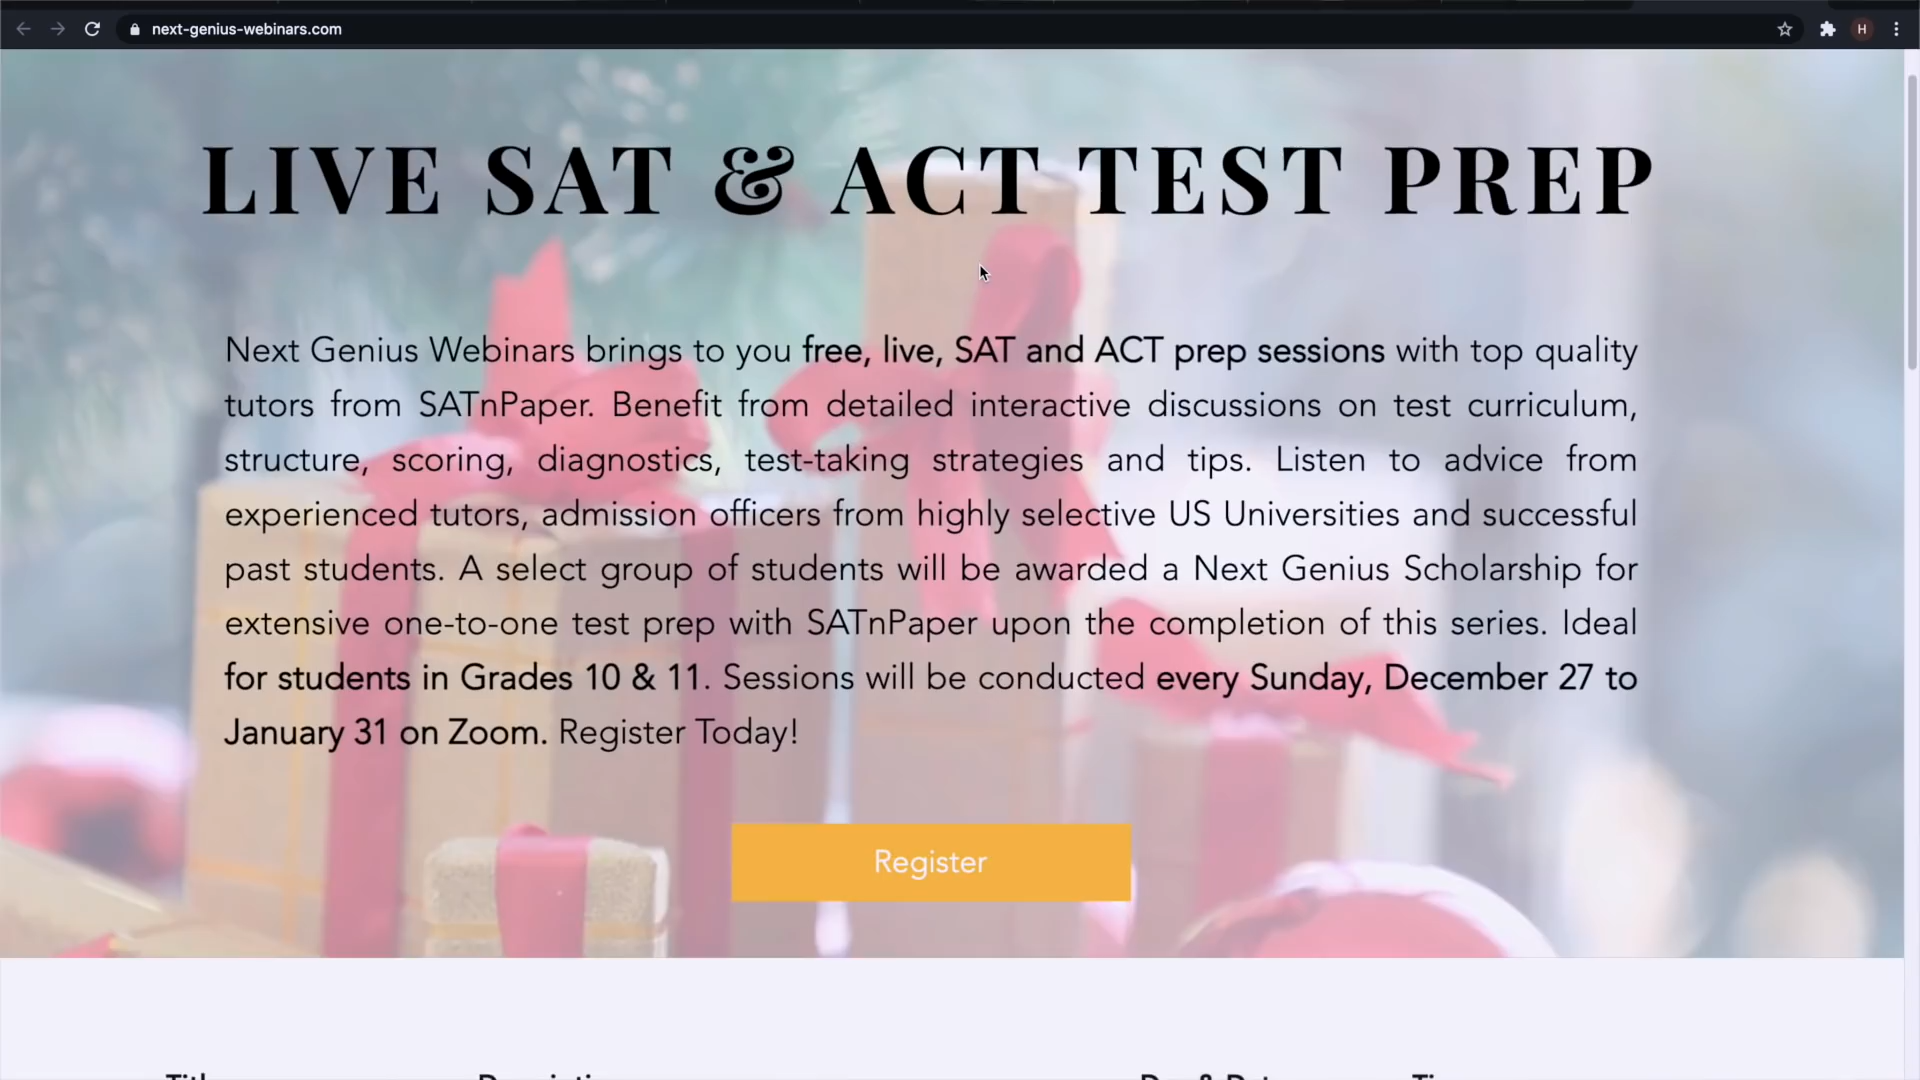 next-genius-webinars.com
H
LIVE SAT & ACT TEST PREP
Next Genius Webinars brings to you free, live, SAT and ACT prep sessions with top quality
tutors from SATnPaper. Benefit from detailed interactive discussions on test curriculum,
structure, scoring, diagnostics, test-taking strategies and tips. Listen to advice from
experienced tutors, admission officers from highly selective US Universities and successful
past students. A select group of students will be awarded a Next Genius Scholarship for
extensive one-to-one test prep with SATnPaper upon the completion of this series. Ideal
for students in Grades 10 & 11. Sessions will be conducted every Sunday, December 27 to
January 31 on Zoom. Register Today!
Register